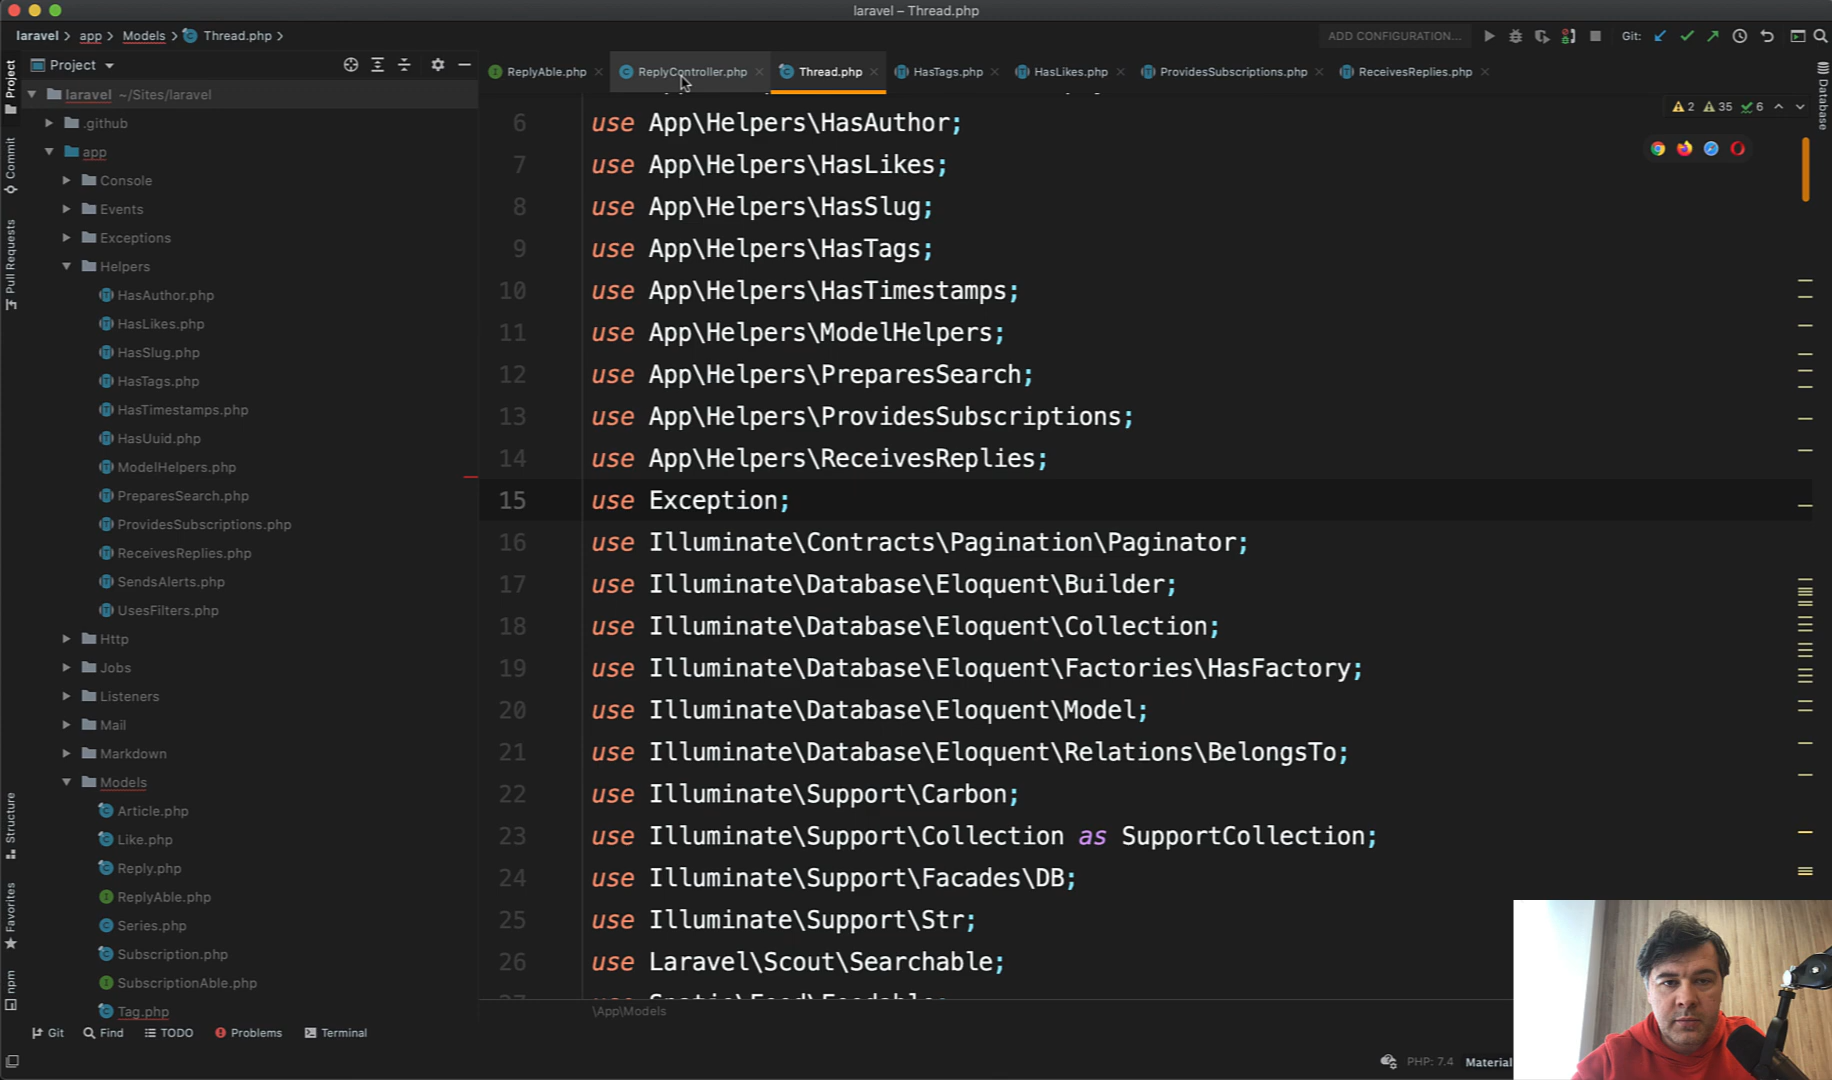 laravel – Thread.php
laravel app Models Thread.php
ADD CONFIGURATION... Git:
Project
ReplyAble.php ReplyController.php Thread.php HasTags.php HasLikes.php ProvidesSubscriptions.php ReceivesReplies.php
Project
Commit
Pull Requests
Structure
Favorites
npm
Database
laravel ~/Sites/laravel
.github
app
Console
Events
Exceptions
Helpers
HasAuthor.php
HasLikes.php
HasSlug.php
HasTags.php
HasTimestamps.php
HasUuid.php
ModelHelpers.php
PreparesSearch.php
ProvidesSubscriptions.php
ReceivesReplies.php
SendsAlerts.php
UsesFilters.php
Http
Jobs
Listeners
Mail
Markdown
Models
Article.php
Like.php
Reply.php
ReplyAble.php
Series.php
Subscription.php
SubscriptionAble.php
Tag.php
2 35 6
6 use App\Helpers\HasAuthor;
7 use App\Helpers\HasLikes;
8 use App\Helpers\HasSlug;
9 use App\Helpers\HasTags;
10 use App\Helpers\HasTimestamps;
11 use App\Helpers\ModelHelpers;
12 use App\Helpers\PreparesSearch;
13 use App\Helpers\ProvidesSubscriptions;
14 use App\Helpers\ReceivesReplies;
15 use Exception;
16 use Illuminate\Contracts\Pagination\Paginator;
17 use Illuminate\Database\Eloquent\Builder;
18 use Illuminate\Database\Eloquent\Collection;
19 use Illuminate\Database\Eloquent\Factories\HasFactory;
20 use Illuminate\Database\Eloquent\Model;
21 use Illuminate\Database\Eloquent\Relations\BelongsTo;
22 use Illuminate\Support\Carbon;
23 use Illuminate\Support\Collection as SupportCollection;
24 use Illuminate\Support\Facades\DB;
25 use Illuminate\Support\Str;
26 use Laravel\Scout\Searchable;
\App\Models
Git Find TODO Problems Terminal
PHP: 7.4 Material